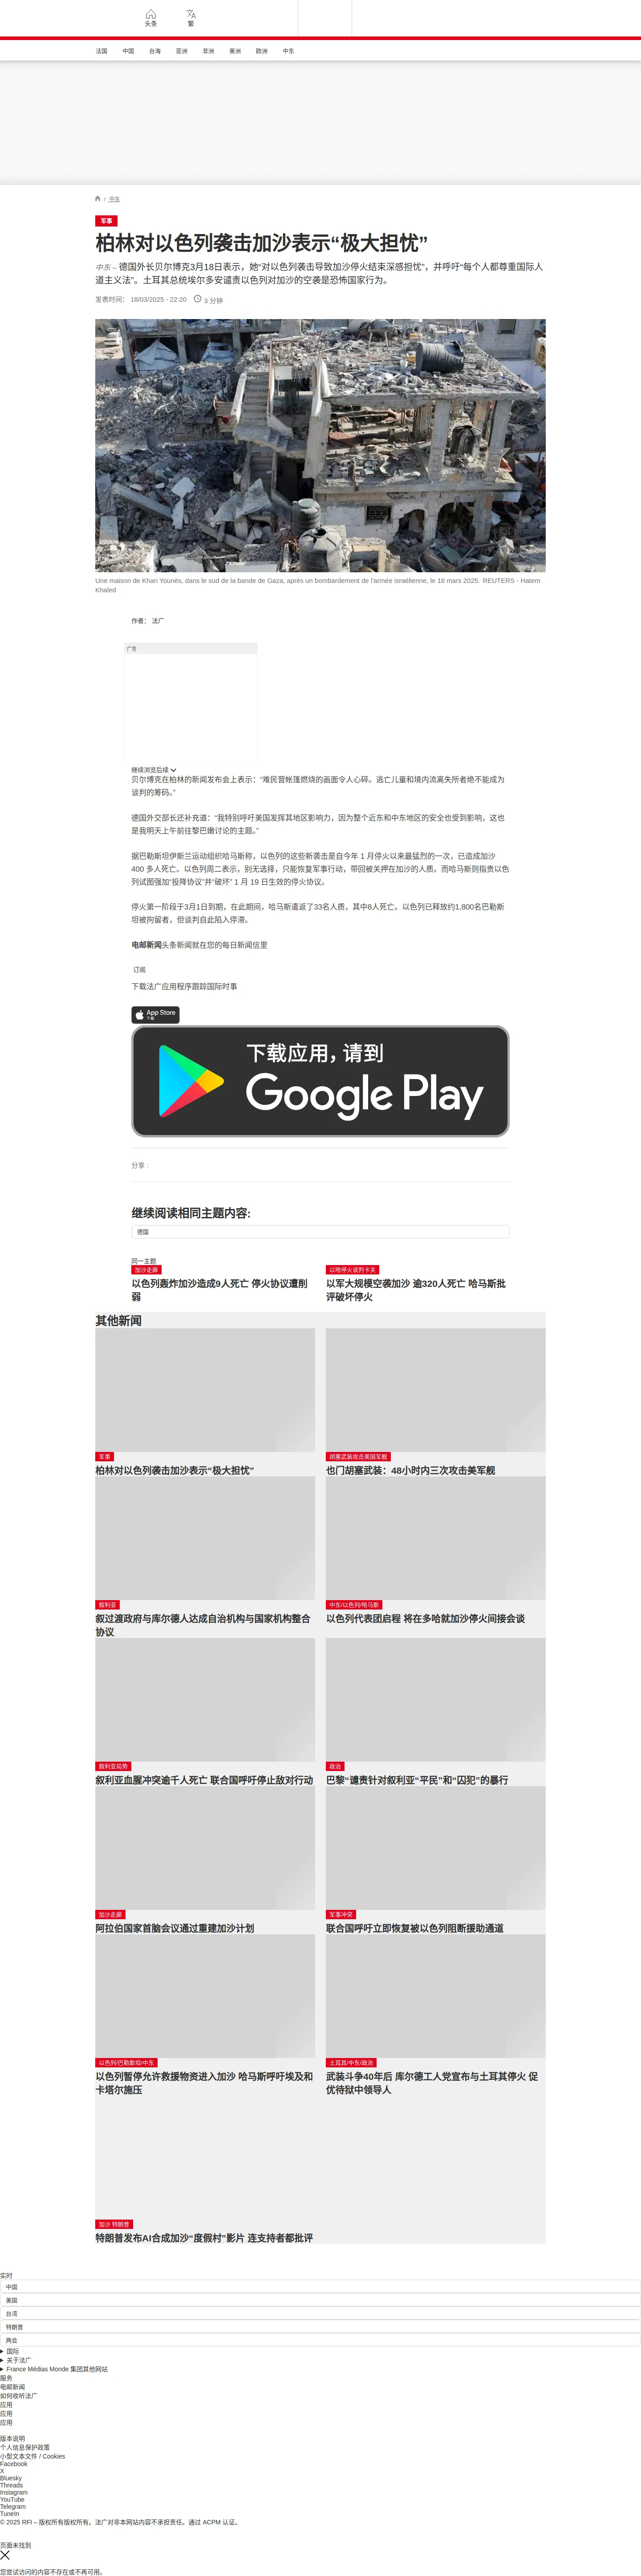 头条
繁
法国
中国
台海
亚洲
非洲
美洲
欧洲
中东
/ 中东
军事
柏林对以色列袭击加沙表示“极大担忧”
中东 – 德国外长贝尔博克3月18日表示，她“对以色列袭击导致加沙停火结束深感担忧”，并呼吁“每个人都尊重国际人
道主义法”。土耳其总统埃尔多安谴责以色列对加沙的空袭是恐怖国家行为。
发表时间： 18/03/2025 - 22:20
3 分钟
Une maison de Khan Younès, dans le sud de la bande de Gaza, après un bombardement de l'armée israélienne, le 18 mars 2025. REUTERS - Hatem
Khaled
作者： 法广
广告
继续浏览后续
贝尔博克在柏林的新闻发布会上表示：“难民营帐篷燃烧的画面令人心碎。逃亡儿童和境内流离失所者绝不能成为
谈判的筹码。”
德国外交部长还补充道：“我特别呼吁美国发挥其地区影响力，因为整个近东和中东地区的安全也受到影响，这也
是我明天上午前往黎巴嫩讨论的主题。”
据巴勒斯坦伊斯兰运动组织哈马斯称，以色列的这些新袭击是自今年 1 月停火以来最猛烈的一次，已造成加沙
400 多人死亡。以色列周二表示，别无选择，只能恢复军事行动，带回被关押在加沙的人质。而哈马斯则指责以色
列试图强加“投降协议”并“破坏” 1 月 19 日生效的停火协议。
停火第一阶段于3月1日到期，在此期间，哈马斯遣返了33名人质，其中8人死亡。以色列已释放约1,800名巴勒斯
坦被拘留者，但谈判自此陷入停滞。
电邮新闻头条新闻就在您的每日新闻信里
订阅
下载法广应用程序跟踪国际时事
App Store
下载
下载应用，请到
Google Play
分享 :
继续阅读相同主题内容:
德国
同一主题
加沙走廊
以色列轰炸加沙造成9人死亡 停火协议遭削
弱
以哈停火谈判卡关
以军大规模空袭加沙 逾320人死亡 哈马斯批
评破坏停火
其他新闻
军事
柏林对以色列袭击加沙表示“极大担忧”
胡塞武装攻击美国军舰
也门胡塞武装：48小时内三次攻击美军舰
叙利亚
叙过渡政府与库尔德人达成自治机构与国家机构整合
协议
中东/以色列/哈马斯
以色列代表团启程 将在多哈就加沙停火间接会谈
叙利亚局势
叙利亚血腥冲突逾千人死亡 联合国呼吁停止敌对行动
政治
巴黎“谴责针对叙利亚“平民”和“囚犯”的暴行
加沙走廊
阿拉伯国家首脑会议通过重建加沙计划
军事冲突
联合国呼吁立即恢复被以色列阻断援助通道
以色列/巴勒斯坦/中东
以色列暂停允许救援物资进入加沙 哈马斯呼吁埃及和
卡塔尔施压
土耳其/中东/政治
武装斗争40年后 库尔德工人党宣布与土耳其停火 促
优待狱中领导人
加沙 特朗普
特朗普发布AI合成加沙“度假村”影片 连支持者都批评
实时
中国
美国
台湾
特朗普
两会
国际
关于法广
France Médias Monde 集团其他网站
服务
电邮新闻
如何收听法广
应用
应用
应用
版本说明
个人信息保护政策
小型文本文件 / Cookies
Facebook
X
Bluesky
Threads
Instagram
YouTube
Telegram
TuneIn
© 2025 RFI – 版权所有版权所有。法广对非本网站内容不承担责任。通过 ACPM 认证。
页面未找到
您尝试访问的内容不存在或不再可用。